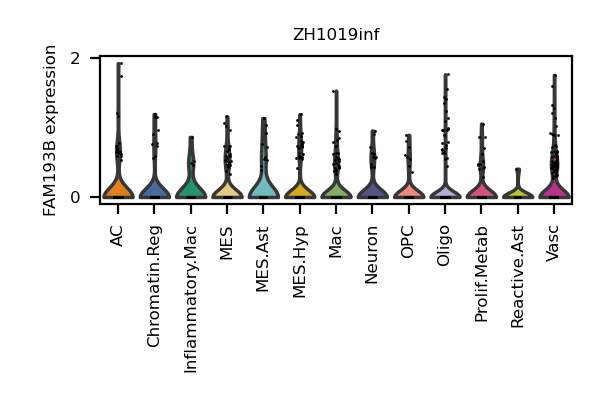 ZH1019inf
FAM193B expression
2
0
AC
Chromatin.Reg
Inflammatory.Mac
MES
MES.Ast
MES.Hyp
Mac
Neuron
OPC
Oligo
Prolif.Metab
Reactive.Ast
Vasc